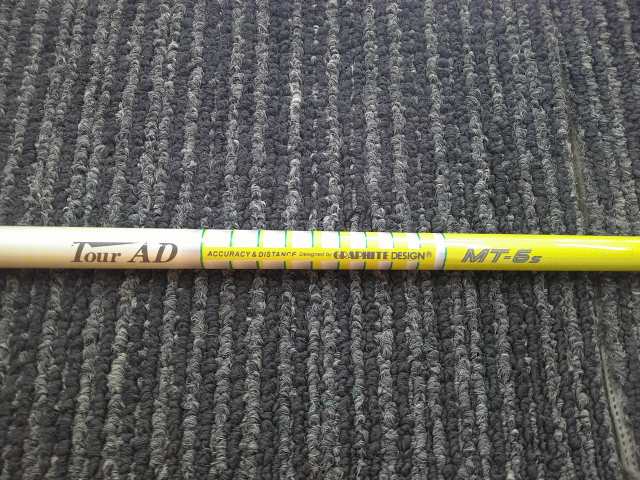 Tour AD ACCURACY & DISTANCE Designed by GRAPHITE DESIGN® MT-6s